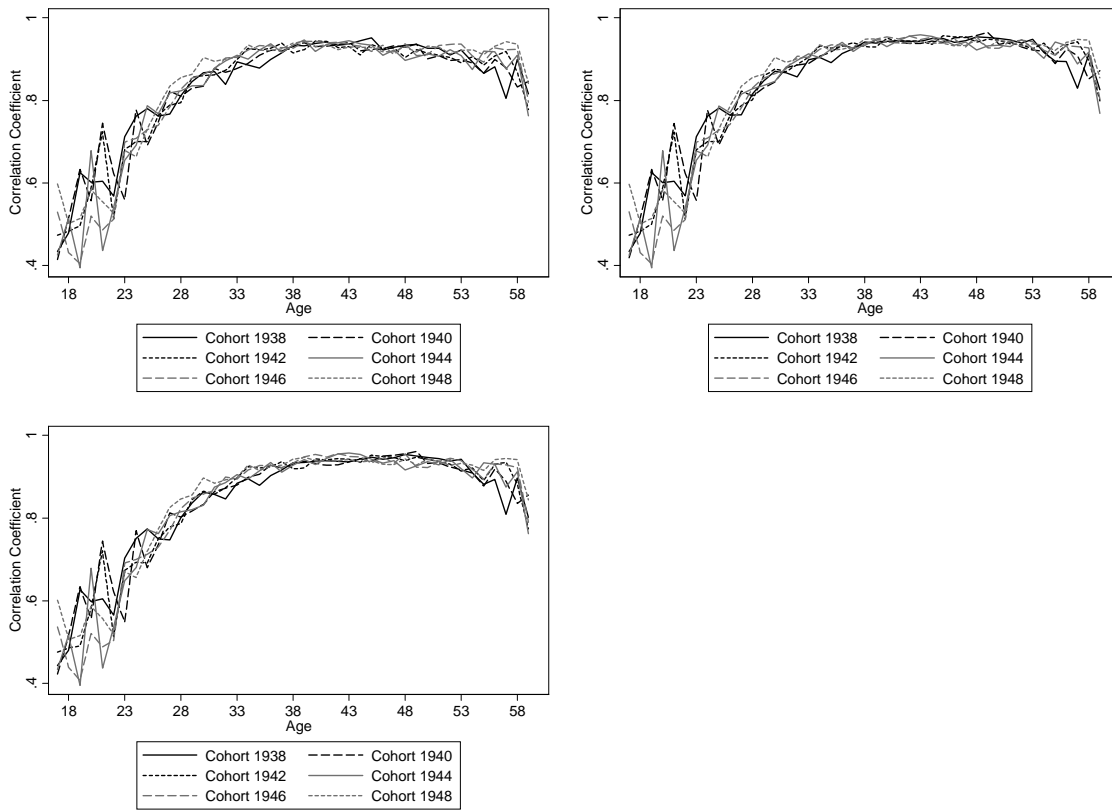 1
.8
.6
.4
Correlation Coefficient
18 23 28 33 38 43 48 53 58
Age
Cohort 1938 Cohort 1940
Cohort 1942 Cohort 1944
Cohort 1946 Cohort 1948
1
.8
.6
.4
Correlation Coefficient
18 23 28 33 38 43 48 53 58
Age
Cohort 1938 Cohort 1940
Cohort 1942 Cohort 1944
Cohort 1946 Cohort 1948
1
.8
.6
.4
Correlation Coefficient
18 23 28 33 38 43 48 53 58
Age
Cohort 1938 Cohort 1940
Cohort 1942 Cohort 1944
Cohort 1946 Cohort 1948